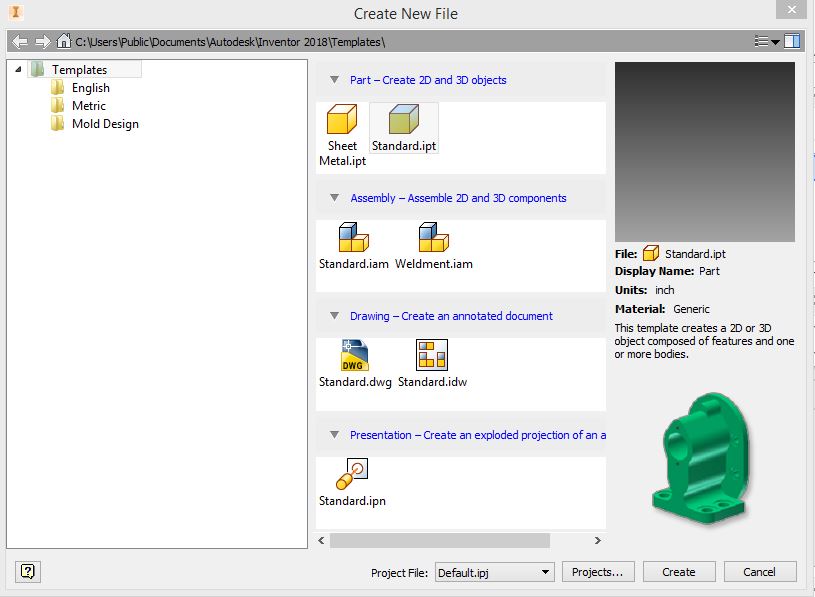 Create New File
C:\Users\Public\Documents\Autodesk\Inventor 2018\Templates\
Templates
English
Metric
Mold Design
Part – Create 2D and 3D objects
Sheet
Metal.ipt
Standard.ipt
Assembly – Assemble 2D and 3D components
Standard.iam
Weldment.iam
Drawing – Create an annotated document
DWG
Standard.dwg
Standard.idw
Presentation – Create an exploded projection of an a
Standard.ipn
File: Standard.ipt
Display Name: Part
Units: inch
Material: Generic
This template creates a 2D or 3D
object composed of features and one
or more bodies.
Project File: Default.ipj
Projects...
Create
Cancel